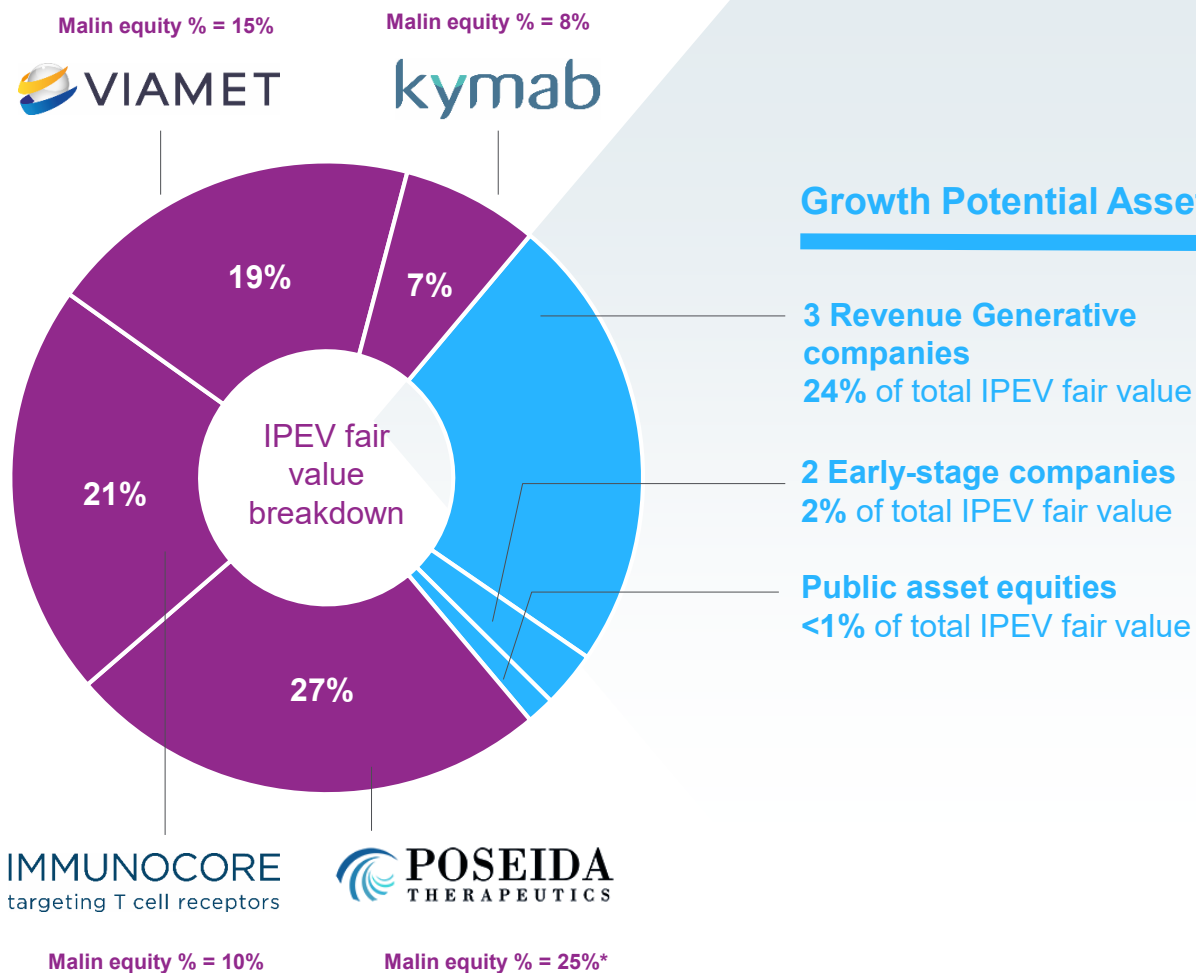 Malin equity % = 15%
Malin equity % = 8%
VIAMET
kymab
19%
7%
21%
27%
IPEV fair
value
breakdown
Growth Potential Asset
3 Revenue Generative
companies
24% of total IPEV fair value
2 Early-stage companies
2% of total IPEV fair value
Public asset equities
<1% of total IPEV fair value
IMMUNOCORE
targeting T cell receptors
POSEIDA
THERAPEUTICS
Malin equity % = 10%
Malin equity % = 25%*